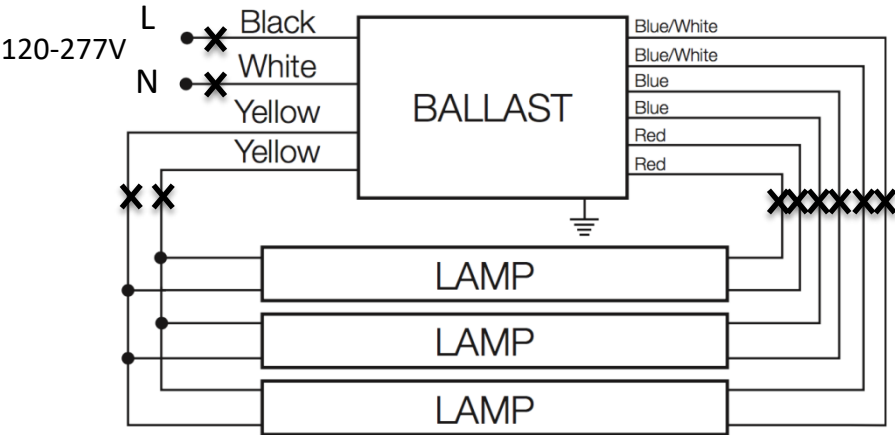 L
120-277V
N
Black
White
Yellow
Yellow
BALLAST
Blue/White
Blue/White
Blue
Blue
Red
Red
LAMP
LAMP
LAMP